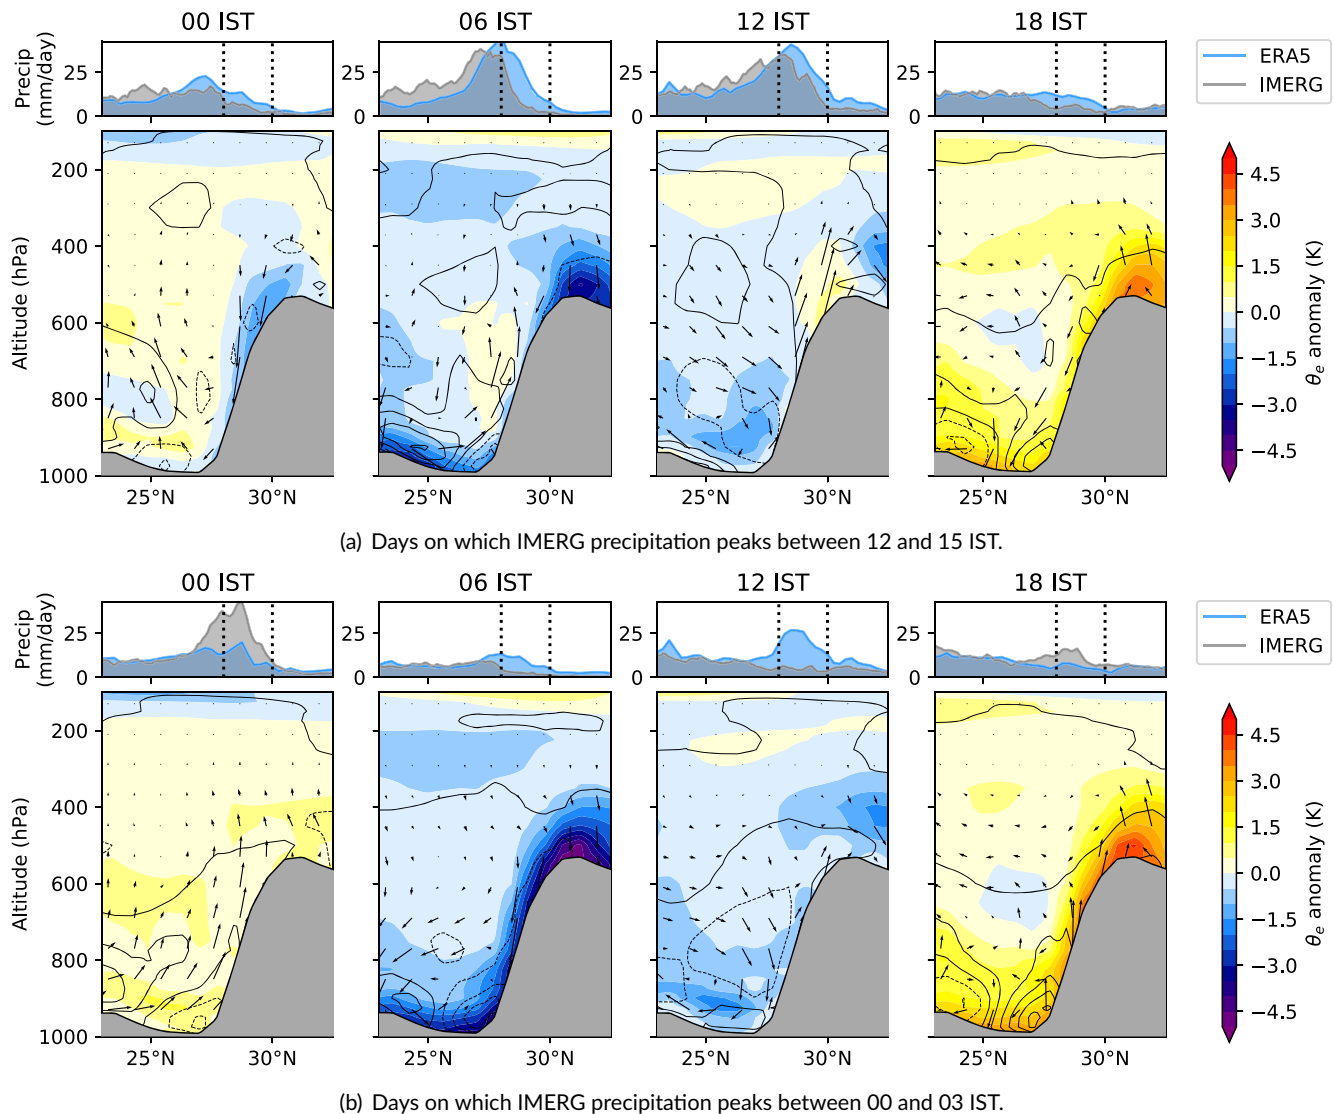 00 IST
06 IST
12 IST
18 IST
Precip
(mm/day)
25
0
25
0
25
0
25
0
ERA5
IMERG
Altitude (hPa)
200
400
600
800
1000
25°N
30°N
25°N
30°N
25°N
30°N
25°N
30°N
4.5
3.0
1.5
0.0
−1.5
−3.0
−4.5
θe anomaly (K)
(a) Days on which IMERG precipitation peaks between 12 and 15 IST.
00 IST
06 IST
12 IST
18 IST
Precip
(mm/day)
25
0
25
0
25
0
25
0
ERA5
IMERG
Altitude (hPa)
200
400
600
800
1000
25°N
30°N
25°N
30°N
25°N
30°N
25°N
30°N
4.5
3.0
1.5
0.0
−1.5
−3.0
−4.5
θe anomaly (K)
(b) Days on which IMERG precipitation peaks between 00 and 03 IST.